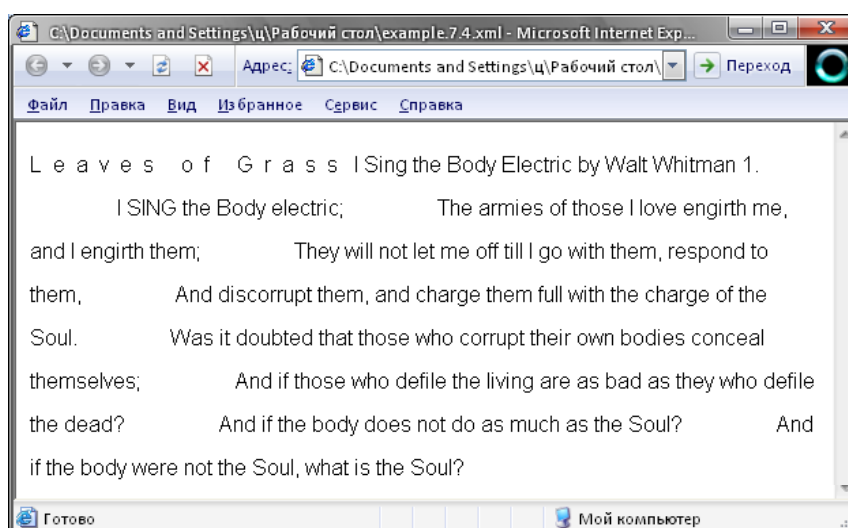 C:\Documents and Settings\ц\Рабочий стол\example.7.4.xml - Microsoft Internet Exp...
Адрес: C:\Documents and Settings\ц\Рабочий стол\ Переход
Файл Правка Вид Избранное Сервис Справка
L e a v e s o f G r a s s I Sing the Body Electric by Walt Whitman 1.
I SING the Body electric; The armies of those I love engirth me,
and I engirth them; They will not let me off till I go with them, respond to
them, And discorrupt them, and charge them full with the charge of the
Soul. Was it doubted that those who corrupt their own bodies conceal
themselves; And if those who defile the living are as bad as they who defile
the dead? And if the body does not do as much as the Soul? And
if the body were not the Soul, what is the Soul?
Готово Мой компьютер